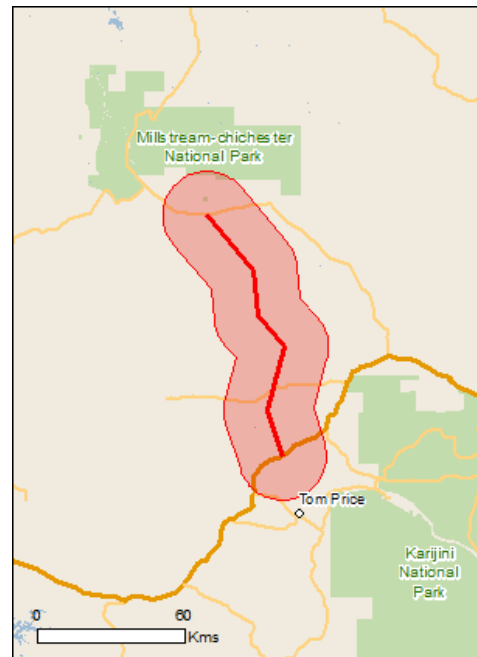 Millstream-chichester
National Park
Tom Price
Karijini
National
Park
0 60
Kms